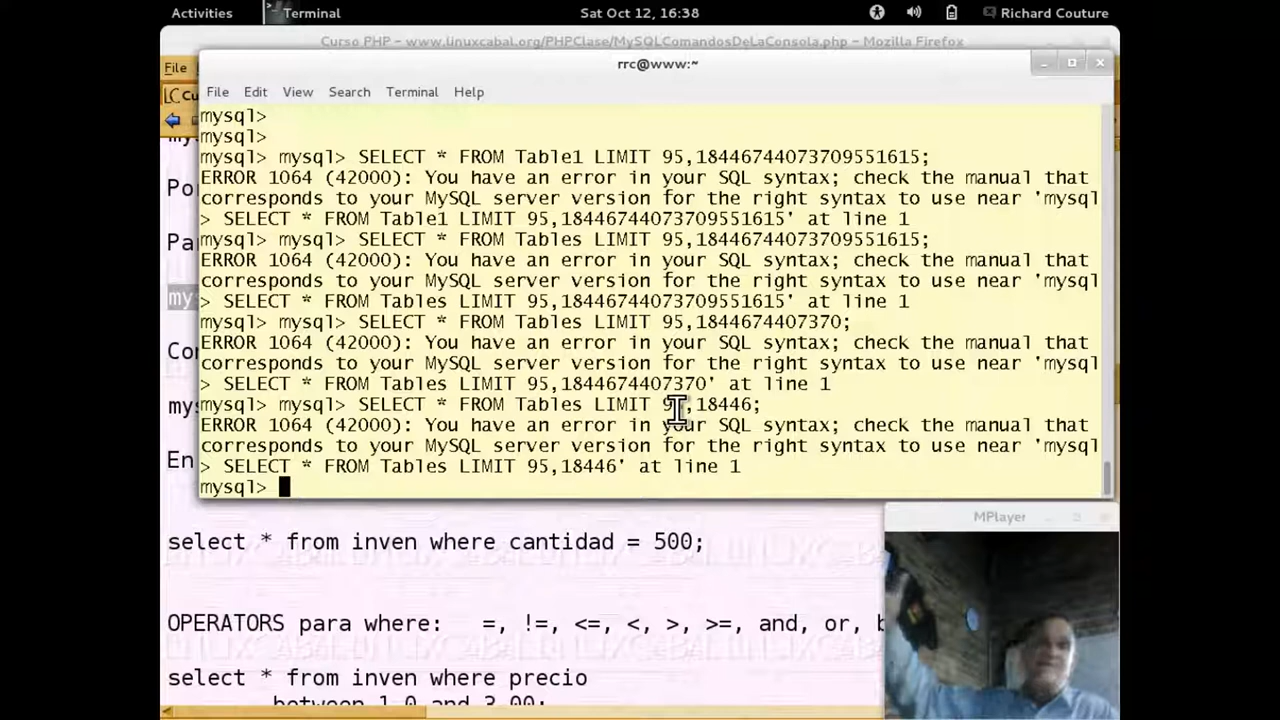 Activities Terminal Sat Oct 12, 16:38 Richard Couture
Curso PHP - www.linuxcabal.org/PHPClase/MySQLComandosDeLaConsola.php - Mozilla Firefox
rrc@www:~
File
File Edit View Search Terminal Help
mysql>
mysql>
mysql> mysql> SELECT * FROM Table1 LIMIT 95,18446744073709551615;
ERROR 1064 (42000): You have an error in your SQL syntax; check the manual that
corresponds to your MySQL server version for the right syntax to use near 'mysql
> SELECT * FROM Table1 LIMIT 95,18446744073709551615' at line 1
mysql> mysql> SELECT * FROM Tables LIMIT 95,18446744073709551615;
ERROR 1064 (42000): You have an error in your SQL syntax; check the manual that
corresponds to your MySQL server version for the right syntax to use near 'mysql
> SELECT * FROM Tables LIMIT 95,18446744073709551615' at line 1
mysql> mysql> SELECT * FROM Tables LIMIT 95,1844674407370;
ERROR 1064 (42000): You have an error in your SQL syntax; check the manual that
corresponds to your MySQL server version for the right syntax to use near 'mysql
> SELECT * FROM Tables LIMIT 95,1844674407370' at line 1
mysql> mysql> SELECT * FROM Tables LIMIT 95,18446;
ERROR 1064 (42000): You have an error in your SQL syntax; check the manual that
corresponds to your MySQL server version for the right syntax to use near 'mysql
> SELECT * FROM Tables LIMIT 95,18446' at line 1
mysql>
MPlayer
select * from inven where cantidad = 500;
OPERATORS para where: =, !=, <=, <, >, >=, and, or,
select * from inven where precio
between 1.0 and 3.00;